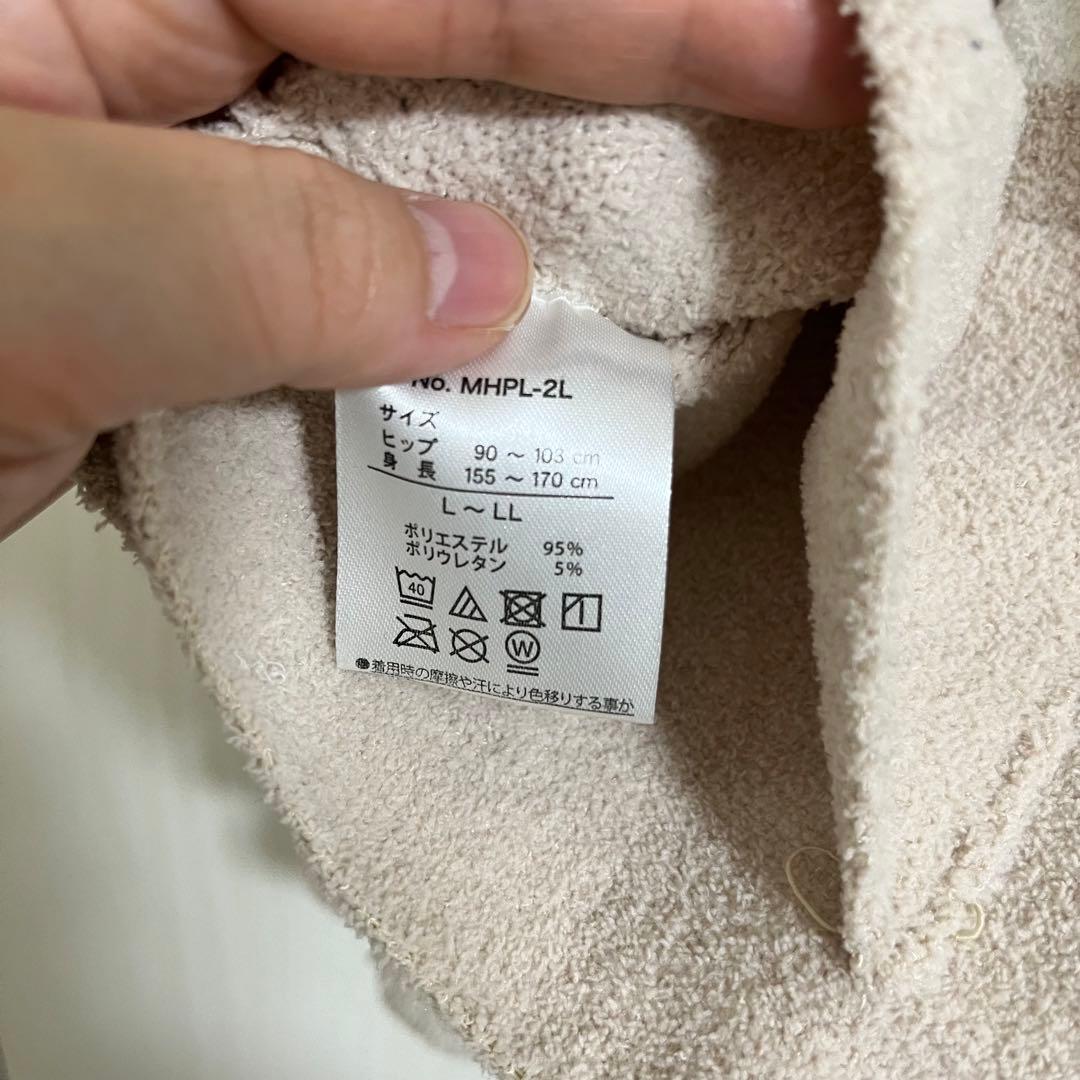 No. MHPL-2L
サイズ
ヒップ 90 ～ 103 cm
身 長 155 ～ 170 cm
L ～ LL
ポリエステル 95%
ポリウレタン 5%
40
W
●着用時の摩擦や汗により色移りする事が